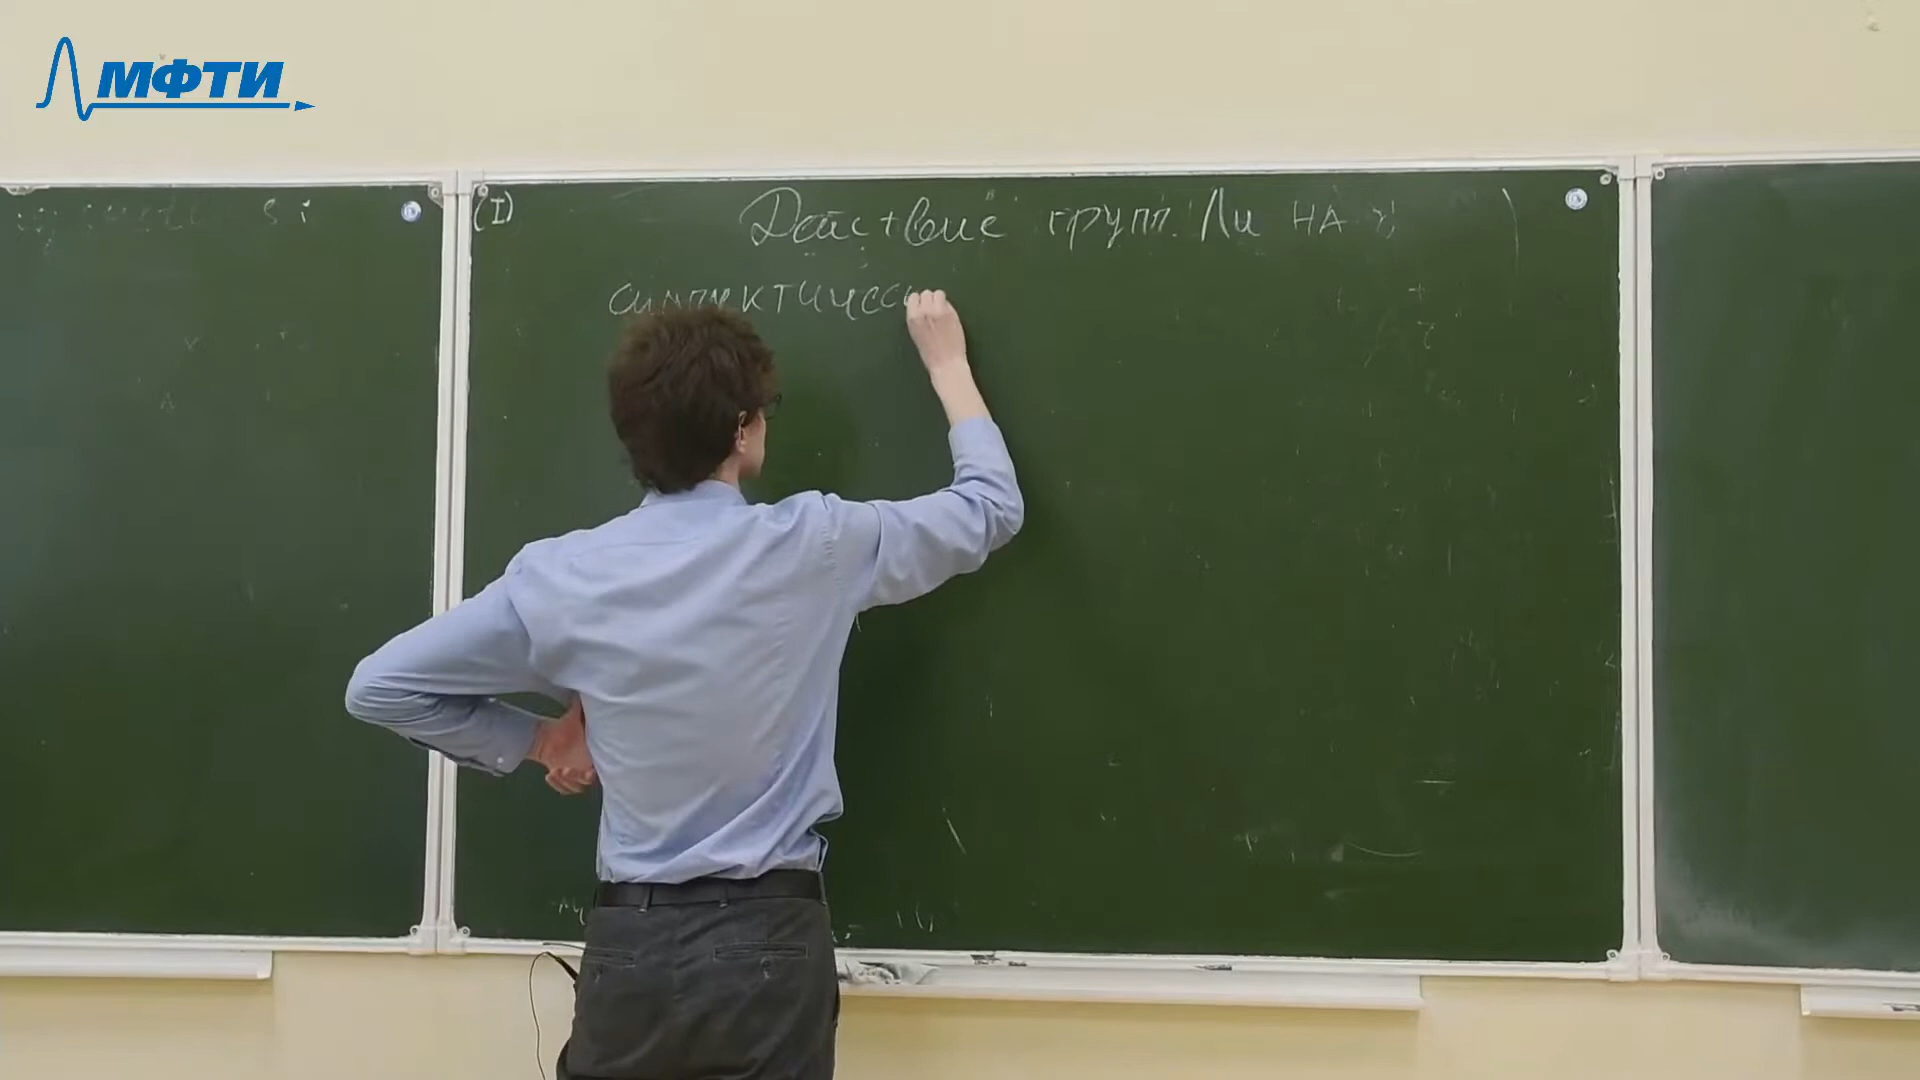 МФТИ
(I) Действие групп Ли на
симплектическ